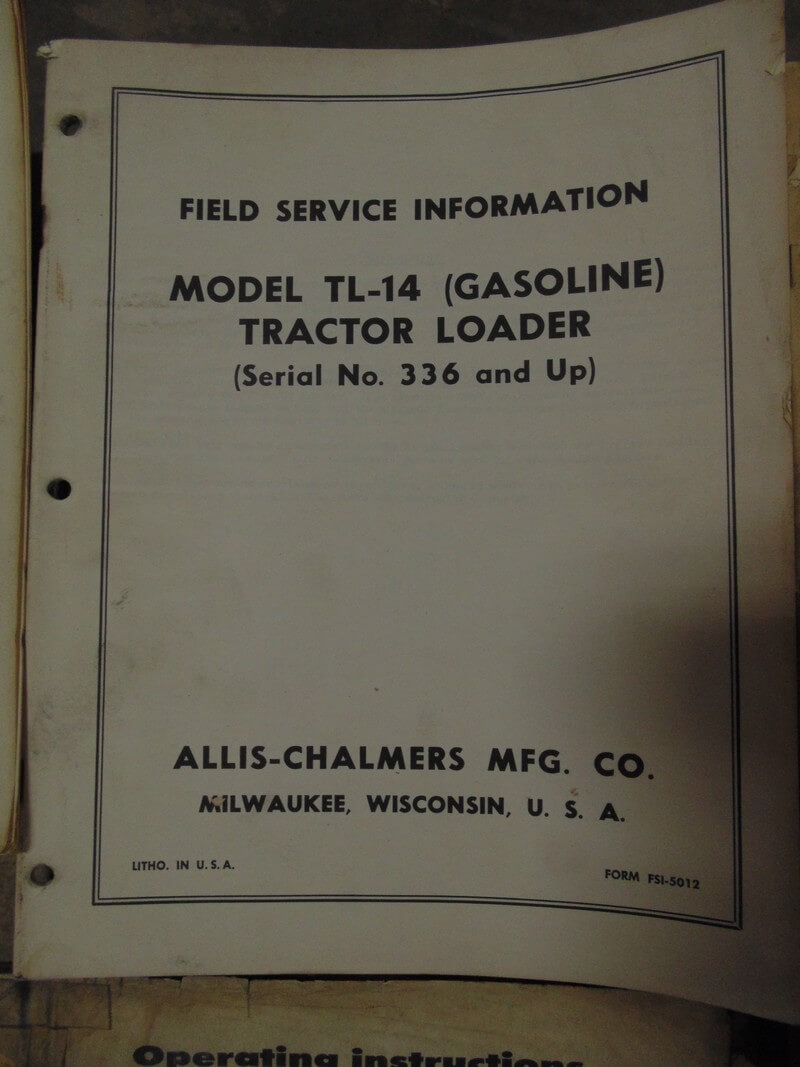 FIELD SERVICE INFORMATION
MODEL TL-14 (GASOLINE)
TRACTOR LOADER
(Serial No. 336 and Up)
ALLIS-CHALMERS MFG. CO.
MILWAUKEE, WISCONSIN, U. S. A.
LITHO. IN U. S. A.
FORM FSI-5012
Operating instructions